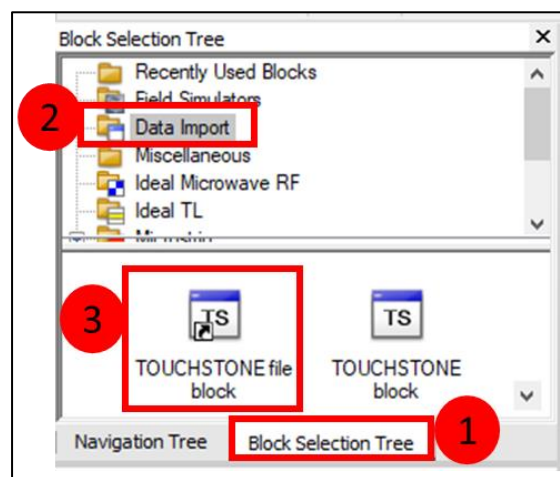 Block Selection Tree
Recently Used Blocks
Field Simulators
2
Data Import
Miscellaneous
Ideal Microwave RF
Ideal TL
Microstrip
3
TS
TS
TOUCHSTONE file
block
TOUCHSTONE
block
Navigation Tree
Block Selection Tree
1